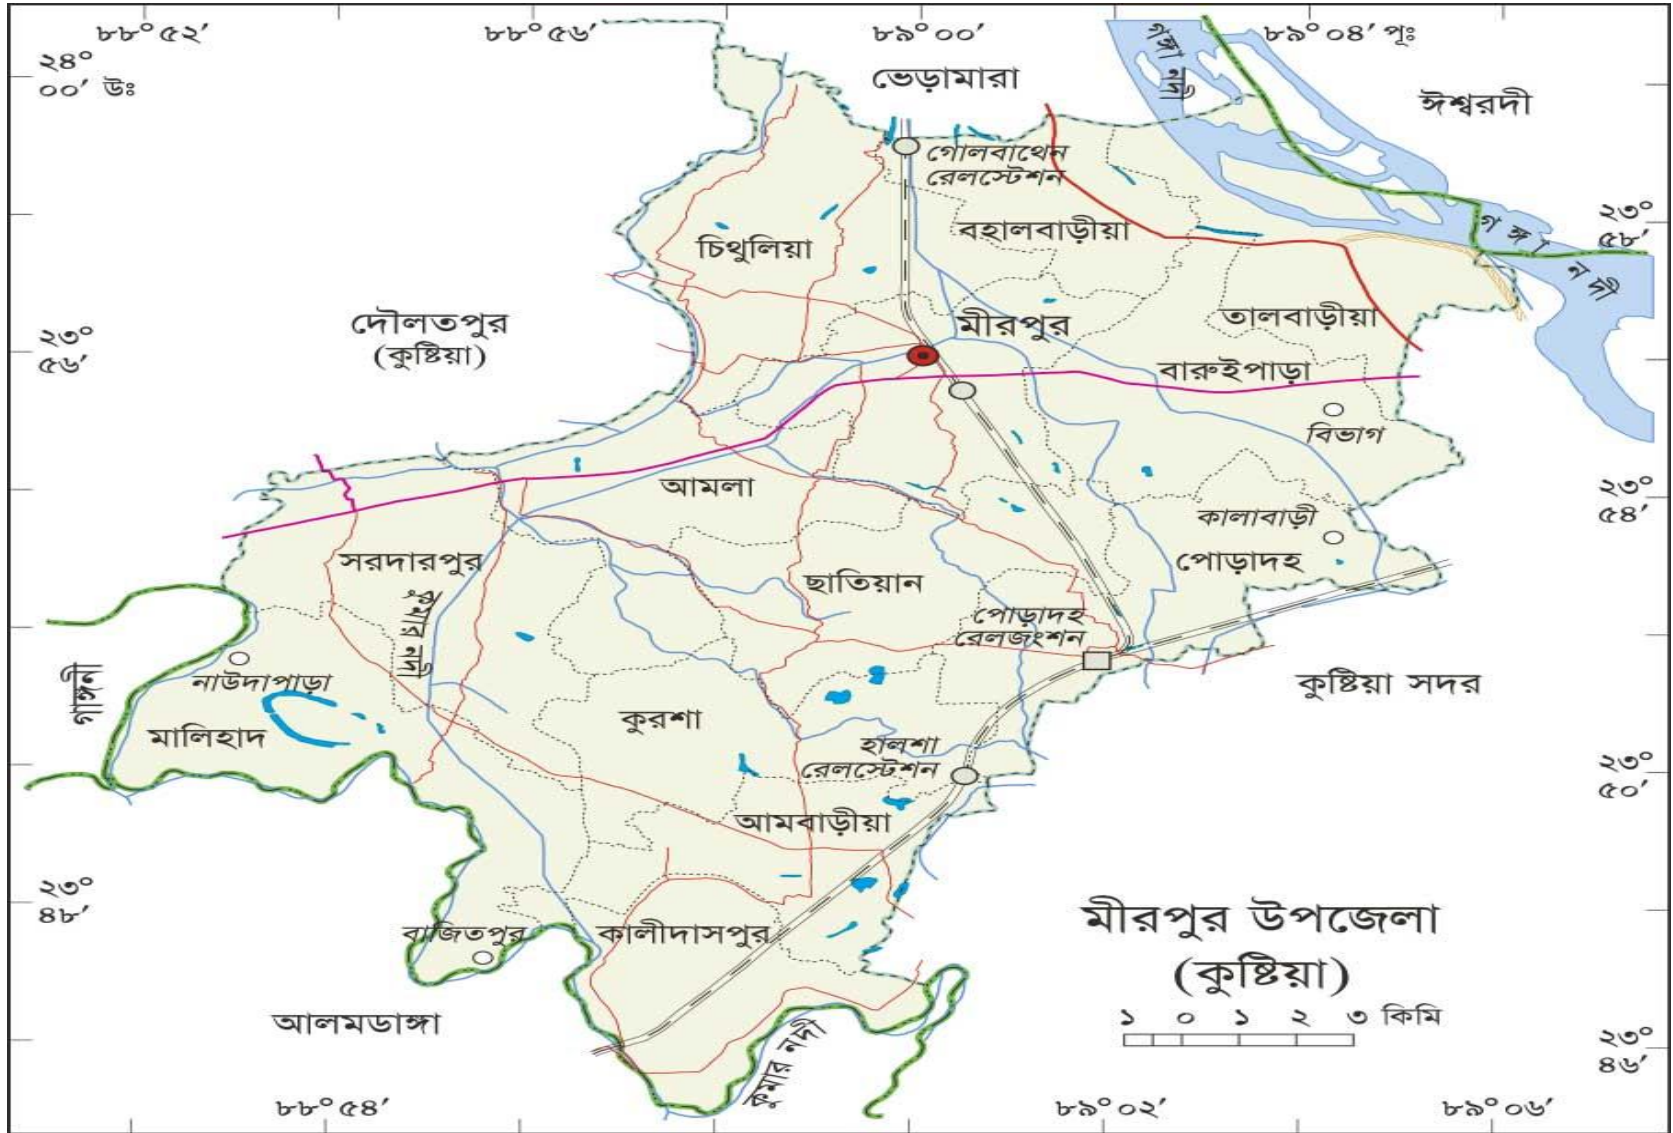 ৮৮° ৫২′
৮৮° ৫৬′
৮৯° ০০′
৮৯° ০৪′ পূঃ
২৪°
০০′ উঃ
ভেড়ামারা
গঙ্গা নদী
ঈশ্বরদী
গোলবাথেন
রেলস্টেশন
বহালবাড়ীয়া
চিথুলিয়া
গঙ্গা নদী
২৩°
৫৮′
দৌলতপুর
(কুষ্টিয়া)
মীরপুর
তালবাড়ীয়া
২৩°
৫৬′
বারুইপাড়া
বিভাগ
আমলা
২৩°
৫৪′
কালাবাড়ী
সরদারপুর
পোড়াদহ
ছাতিয়ান
কুমার নদী
পোড়াদহ
রেলজংশন
গাঙ্গনী
নাউদাপাড়া
কুষ্টিয়া সদর
মালিহাদ
কুরশা
হালশা
রেলস্টেশন
২৩°
৫০′
আমবাড়ীয়া
২৩°
৪৮′
বাজিতপুর
কালীদাসপুর
মীরপুর উপজেলা
(কুষ্টিয়া)
আলমডাঙ্গা
কুমার নদী
১ ০ ১ ২ ৩ কিমি
২৩°
৪৬′
৮৮° ৫৪′
৮৯° ০২′
৮৯° ০৬′